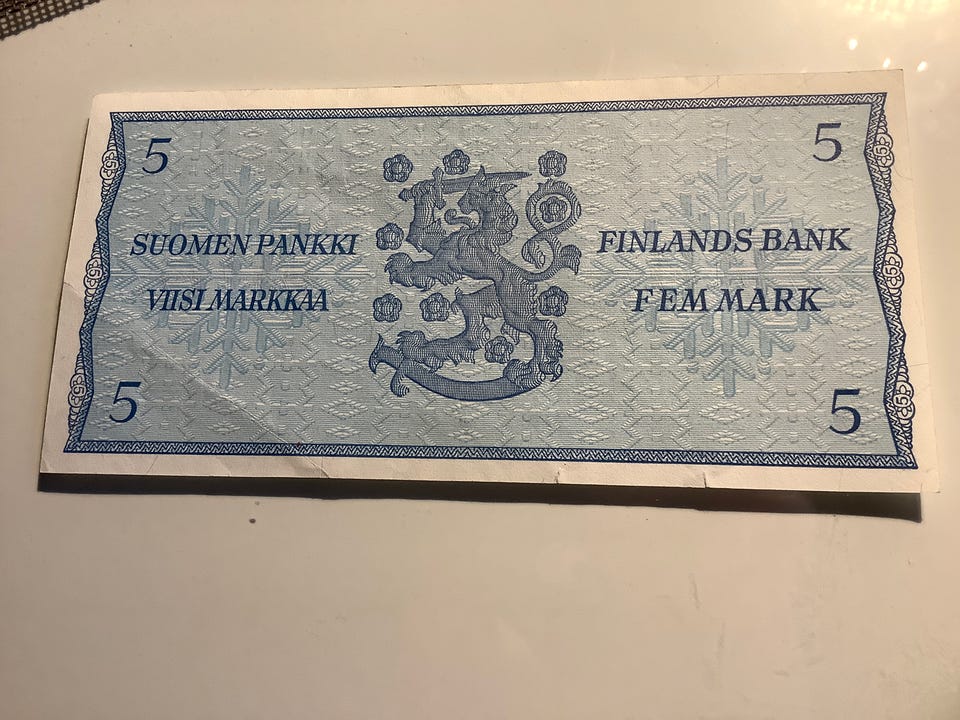 5 5
SUOMEN PANKKI FINLANDS BANK
VIISI MARKKAA FEM MARK
5 5